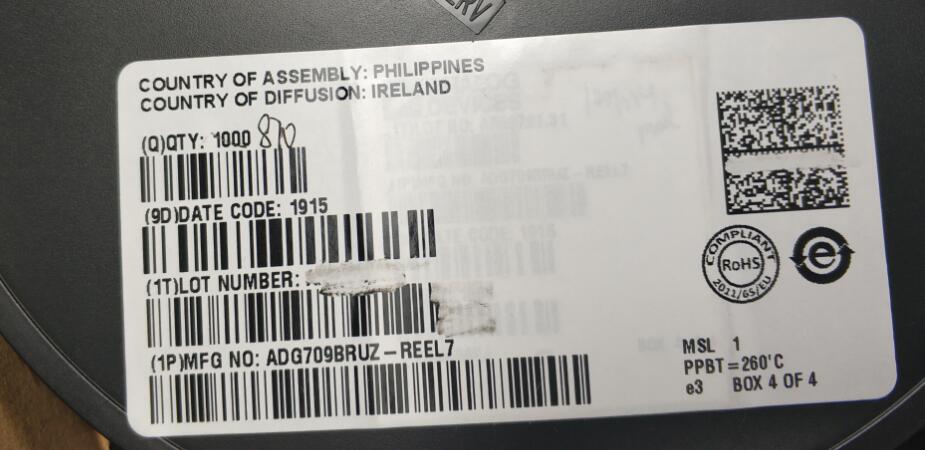 ERV
COUNTRY OF ASSEMBLY: PHILIPPINES
COUNTRY OF DIFFUSION: IRELAND
(Q)QTY: 1000 870
(9D)DATE CODE: 1915
(1T)LOT NUMBER:
(1P)MFG NO: ADG709BRUZ-REEL7
COMPLIANT
RoHS
2011/65/EU
e
MSL 1
PPBT=260'C
e3 BOX 4 OF 4